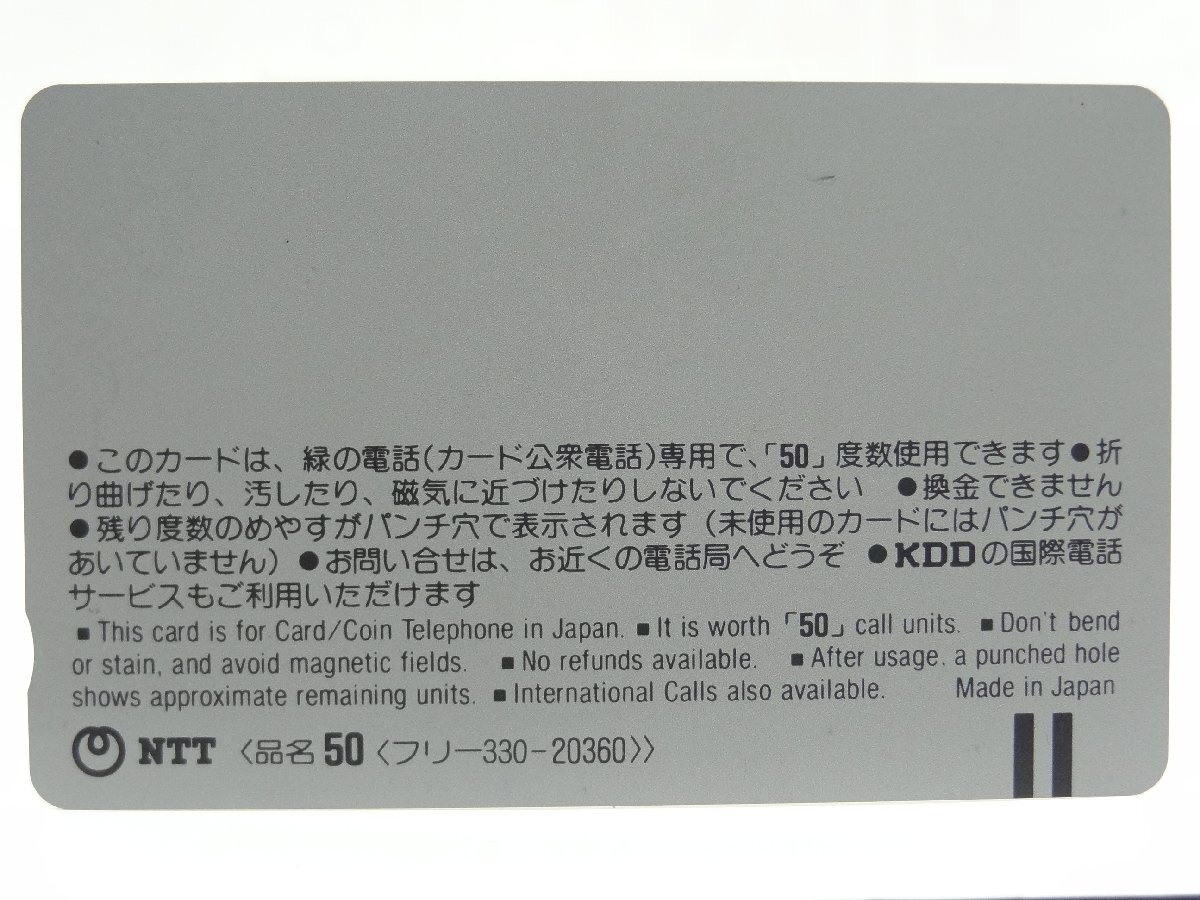 ●このカードは、緑の電話(カード公衆電話)専用で、「50」度数使用できます●折
り曲げたり、汚したり、磁気に近づけたりしないでください ●換金できません
●残り度数のめやすがパンチ穴で表示されます(未使用のカードにはパンチ穴が
あいていません)●お問い合せは、お近くの電話局へどうぞ ●KDDの国際電話
サービスもご利用いただけます
■This card is for Card/Coin Telephone in Japan. ■It is worth「50」call units. ■Don't bend
or stain, and avoid magnetic fields. ■No refunds available. ■After usage. a punched hole
shows approximate remaining units. ■International Calls also available. Made in Japan
NTT〈品名50〈フリー330-20360〉〉